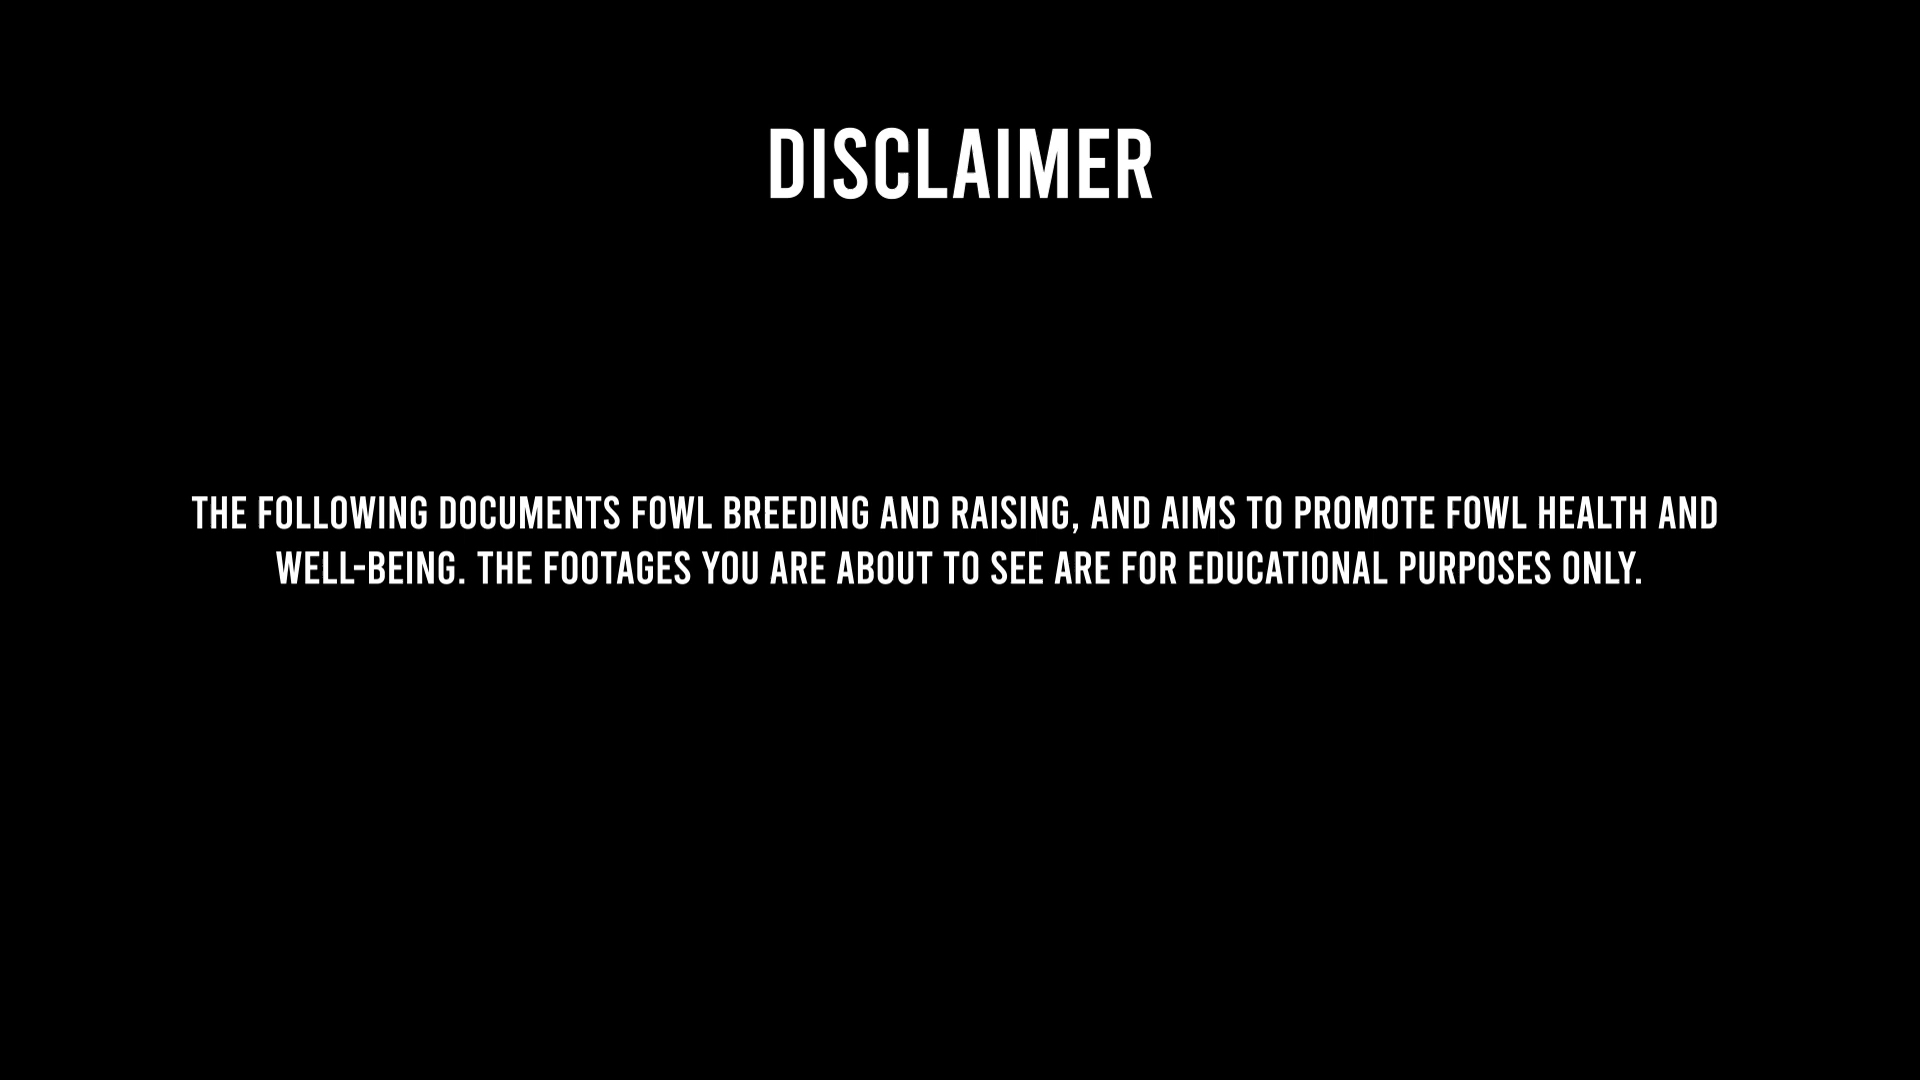 DISCLAIMER
THE FOLLOWING DOCUMENTS FOWL BREEDING AND RAISING, AND AIMS TO PROMOTE FOWL HEALTH AND
WELL-BEING. THE FOOTAGES YOU ARE ABOUT TO SEE ARE FOR EDUCATIONAL PURPOSES ONLY.